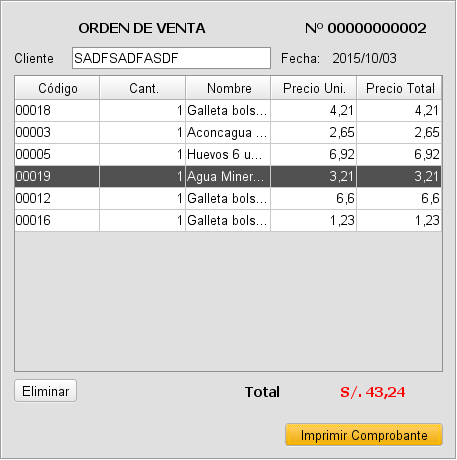 ORDEN DE VENTA Nº 00000000002
Cliente SADFSADFASDF Fecha: 2015/10/03
Código Cant. Nombre Precio Uni. Precio Total
00018 1 Galleta bols... 4,21 4,21
00003 1 Aconcagua ... 2,65 2,65
00005 1 Huevos 6 u... 6,92 6,92
00019 1 Agua Miner... 3,21 3,21
00012 1 Galleta bols... 6,6 6,6
00016 1 Galleta bols... 1,23 1,23
Eliminar Total S/. 43,24
Imprimir Comprobante